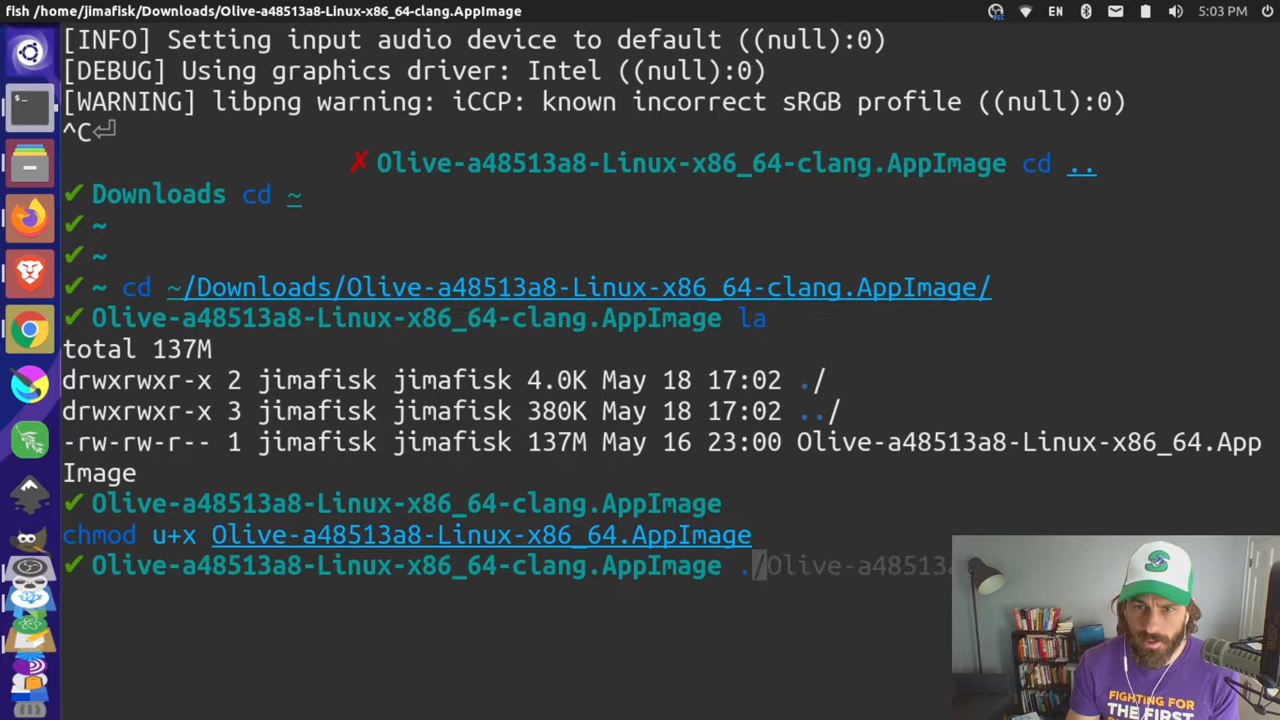 fish /home/jimafisk/Downloads/Olive-a48513a8-Linux-x86_64-clang.AppImage
EN
5:03 PM
[INFO] Setting input audio device to default ((null):0)
[DEBUG] Using graphics driver: Intel ((null):0)
[WARNING] libpng warning: iCCP: known incorrect sRGB profile ((null):0)
^C⏎
✗ Olive-a48513a8-Linux-x86_64-clang.AppImage cd ..
✔ Downloads cd ~
✔ ~
✔ ~
✔ ~ cd ~/Downloads/Olive-a48513a8-Linux-x86_64-clang.AppImage/
✔ Olive-a48513a8-Linux-x86_64-clang.AppImage la
total 137M
drwxrwxr-x 2 jimafisk jimafisk 4.0K May 18 17:02 ./
drwxrwxr-x 3 jimafisk jimafisk 380K May 18 17:02 ../
-rw-rw-r-- 1 jimafisk jimafisk 137M May 16 23:00 Olive-a48513a8-Linux-x86_64.App
Image
✔ Olive-a48513a8-Linux-x86_64-clang.AppImage
chmod u+x Olive-a48513a8-Linux-x86_64.AppImage
✔ Olive-a48513a8-Linux-x86_64-clang.AppImage ./Olive-a48513a
FIGHTING FOR
THE FIRST